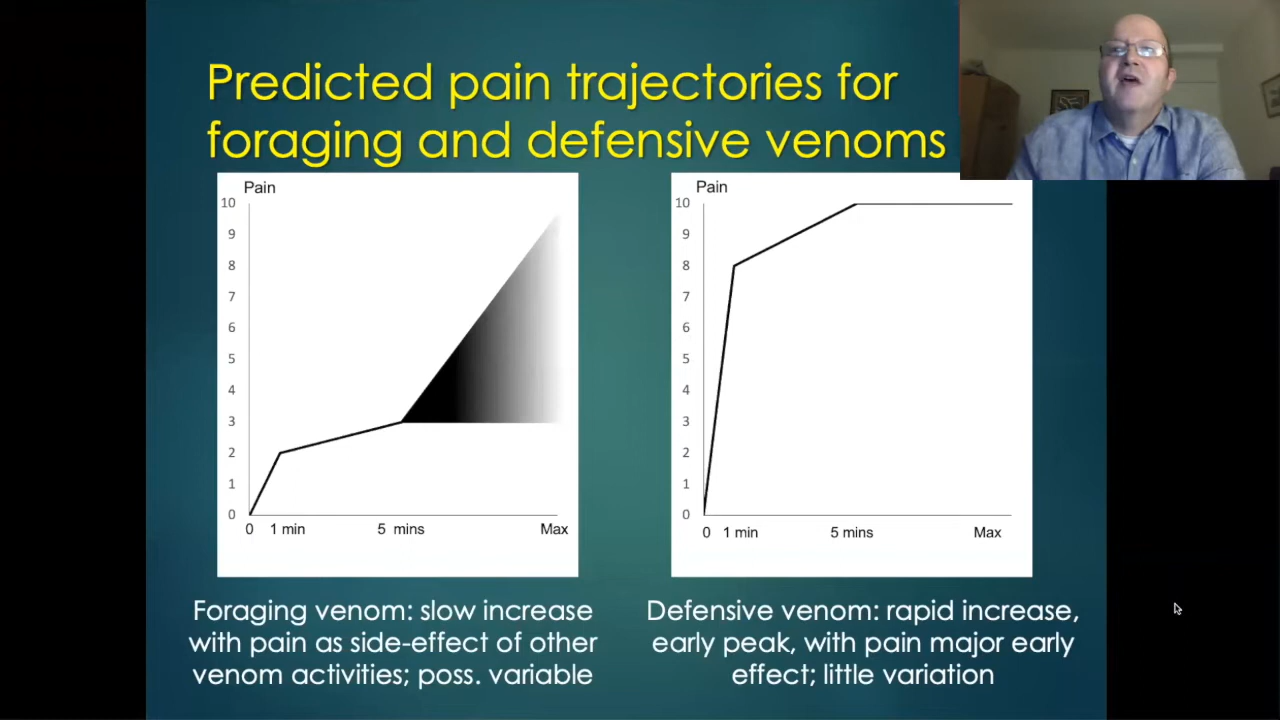 Predicted pain trajectories for
foraging and defensive venoms
Pain
10
9
8
7
6
5
4
3
2
1
0
0 1 min 5 mins Max
Pain
10
9
8
7
6
5
4
3
2
1
0
0 1 min 5 mins Max
Foraging venom: slow increase
with pain as side-effect of other
venom activities; poss. variable
Defensive venom: rapid increase,
early peak, with pain major early
effect; little variation